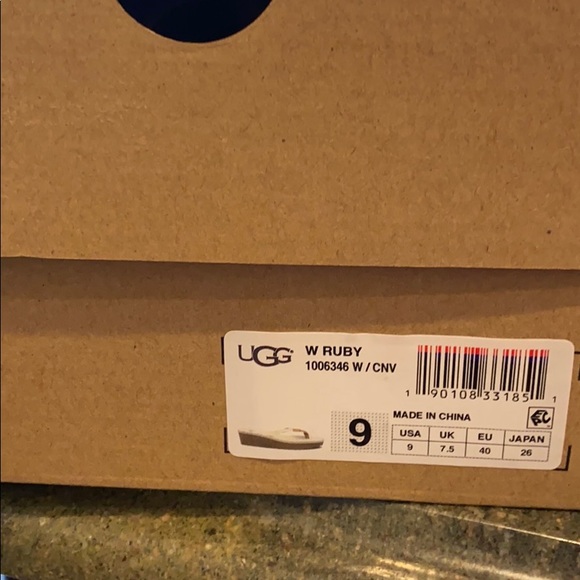 UGG
W RUBY
1006346 W / CNV
1 90108 33185 1
9
MADE IN CHINA
USA UK EU JAPAN
9 7.5 40 26